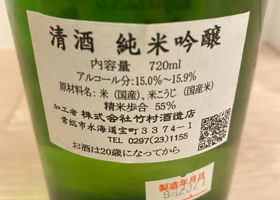 清酒 純米吟醸
内容量 720ml
アルコール分:15.0%~15.9%
原材料名:米(国産)、米こうじ(国産米)
精米歩合 55%
加工者 株式会社竹村酒造店
常総市水海道宝町3374-1
TEL 0297(23)1155
お酒は20歳になってから
製造年月日